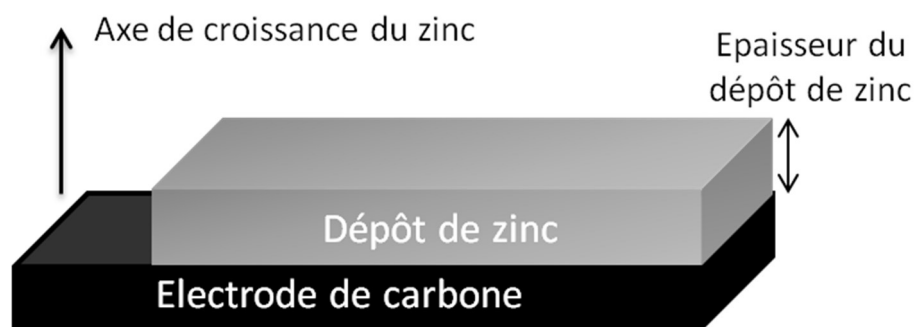 Axe de croissance du zinc
Epaisseur du
dépôt de zinc
Dépôt de zinc
Electrode de carbone